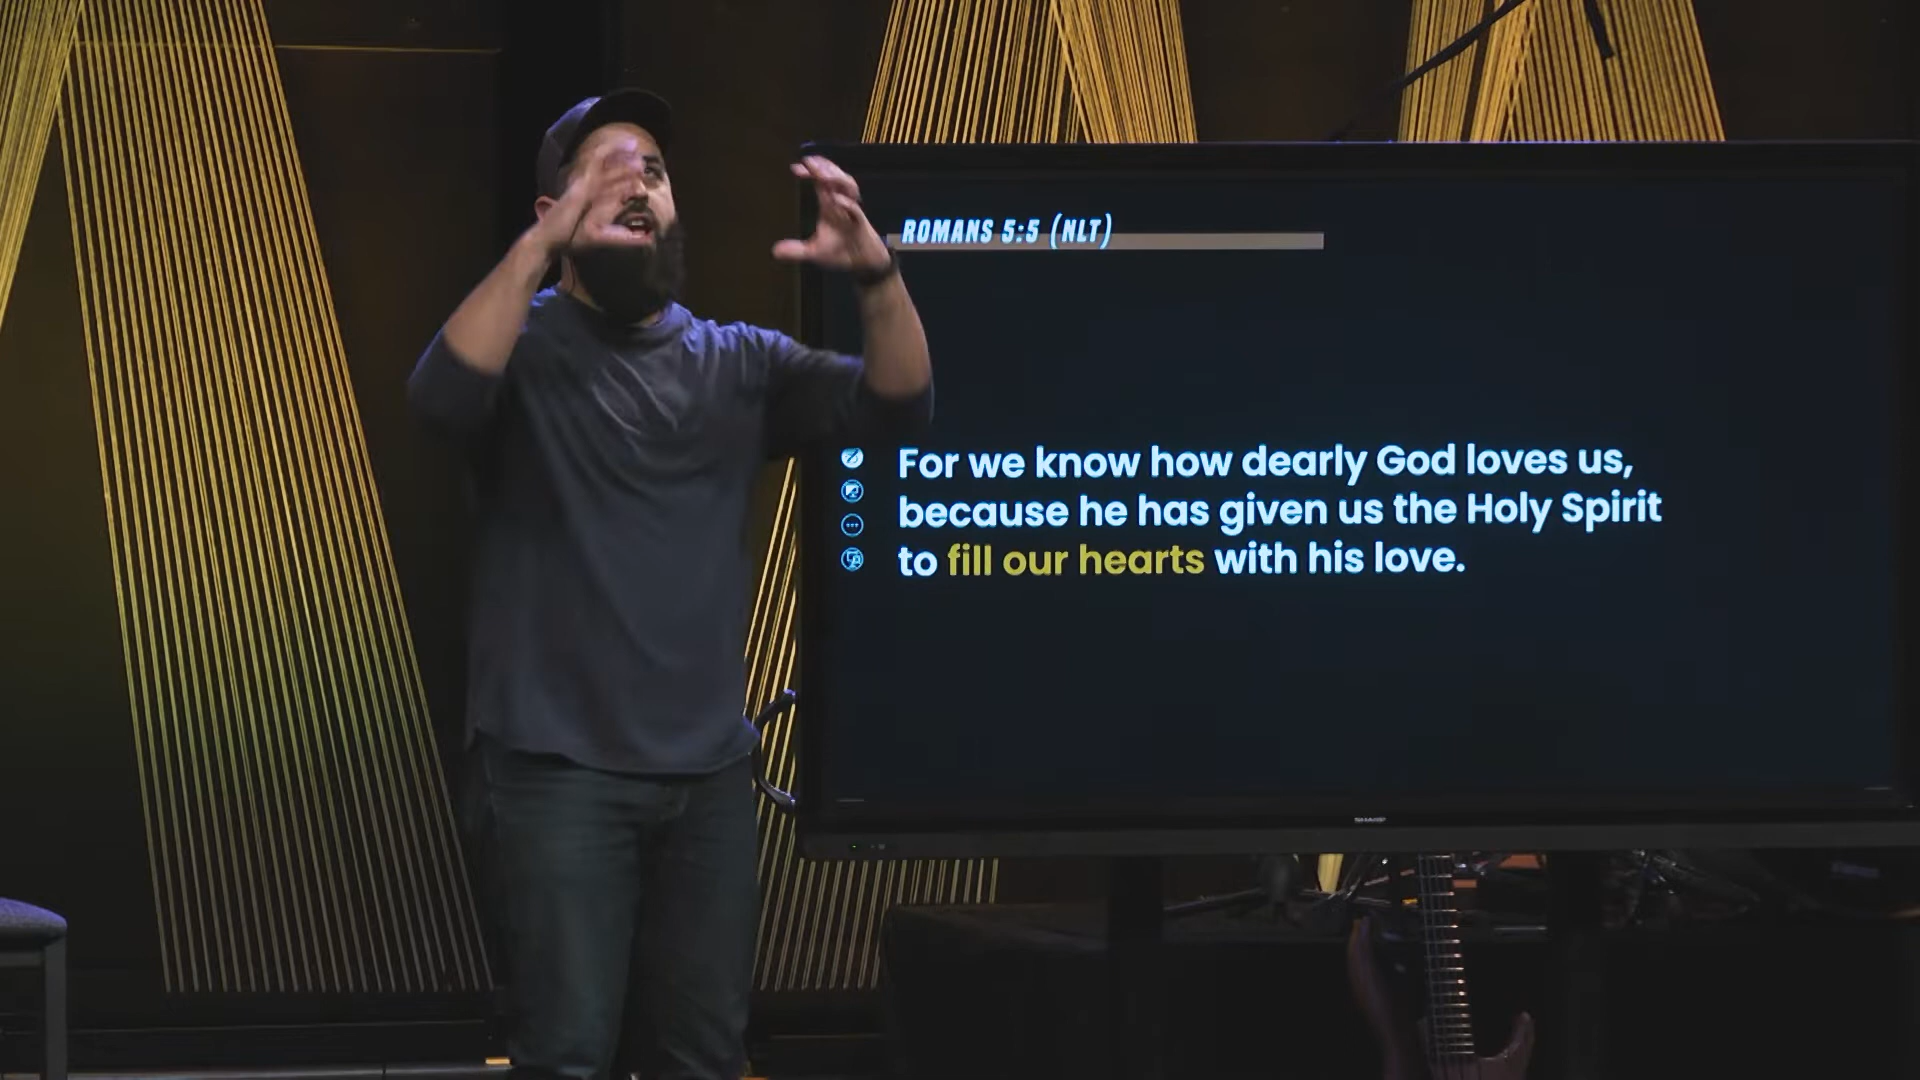 ROMANS 5:5 (NLT)
For we know how dearly God loves us,
because he has given us the Holy Spirit
to fill our hearts with his love.
SHARP